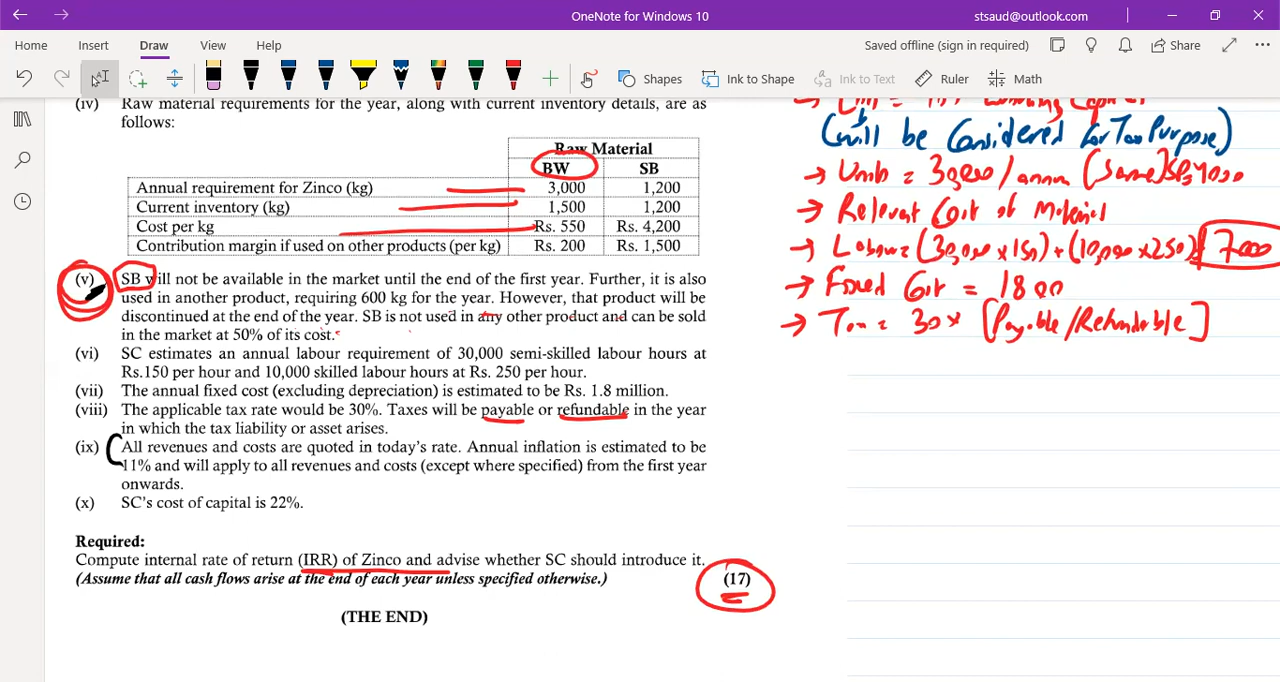 OneNote for Windows 10
stsaud@outlook.com
Home Insert Draw View Help
Saved offline (sign in required) Share
Shapes Ink to Shape Ink to Text Ruler Math
(iv) Raw material requirements for the year, along with current inventory details, are as
follows:
Raw Material
BW SB
Annual requirement for Zinco (kg) 3,000 1,200
Current inventory (kg) 1,500 1,200
Cost per kg Rs. 550 Rs. 4,200
Contribution margin if used on other products (per kg) Rs. 200 Rs. 1,500
(v) SB will not be available in the market until the end of the first year. Further, it is also
used in another product, requiring 600 kg for the year. However, that product will be
discontinued at the end of the year. SB is not used in any other product and can be sold
in the market at 50% of its cost.
(vi) SC estimates an annual labour requirement of 30,000 semi-skilled labour hours at
Rs.150 per hour and 10,000 skilled labour hours at Rs. 250 per hour.
(vii) The annual fixed cost (excluding depreciation) is estimated to be Rs. 1.8 million.
(viii) The applicable tax rate would be 30%. Taxes will be payable or refundable in the year
in which the tax liability or asset arises.
(ix) All revenues and costs are quoted in today's rate. Annual inflation is estimated to be
11% and will apply to all revenues and costs (except where specified) from the first year
onwards.
(x) SC's cost of capital is 22%.
Required:
Compute internal rate of return (IRR) of Zinco and advise whether SC should introduce it.
(Assume that all cash flows arise at the end of each year unless specified otherwise.)
(17)
(THE END)
(will be Considered for Tax Purpose)
→ Units = 30,000/annum (Same)
→ Relevant Cost of Material
→ Labour = (30,000 x 150) + (10,000 x 250) = 7000
→ Fixed Cost = 1800
→ Tax = 30% [Payable/Refundable]